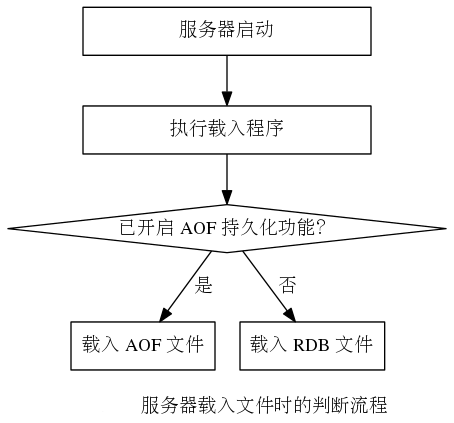 服务器启动
执行载入程序
已开启 AOF 持久化功能?
是
否
载入 AOF 文件
载入 RDB 文件
服务器载入文件时的判断流程